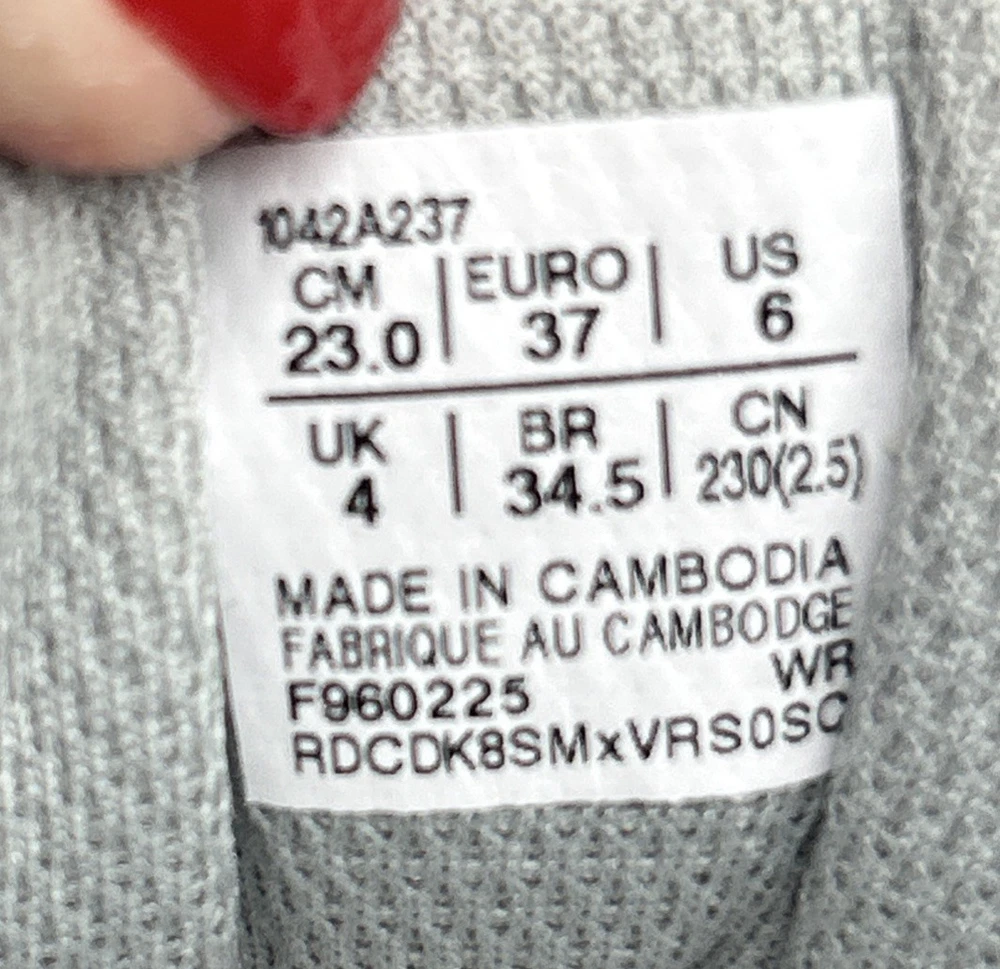 1042A237
CM | EURO | US
23.0 | 37 | 6
UK | BR | CN
4 | 34.5 | 230(2.5)
MADE IN CAMBODIA
FABRIQUE AU CAMBODGE
WR
F960225
RDCDK8SMxVRS0SC